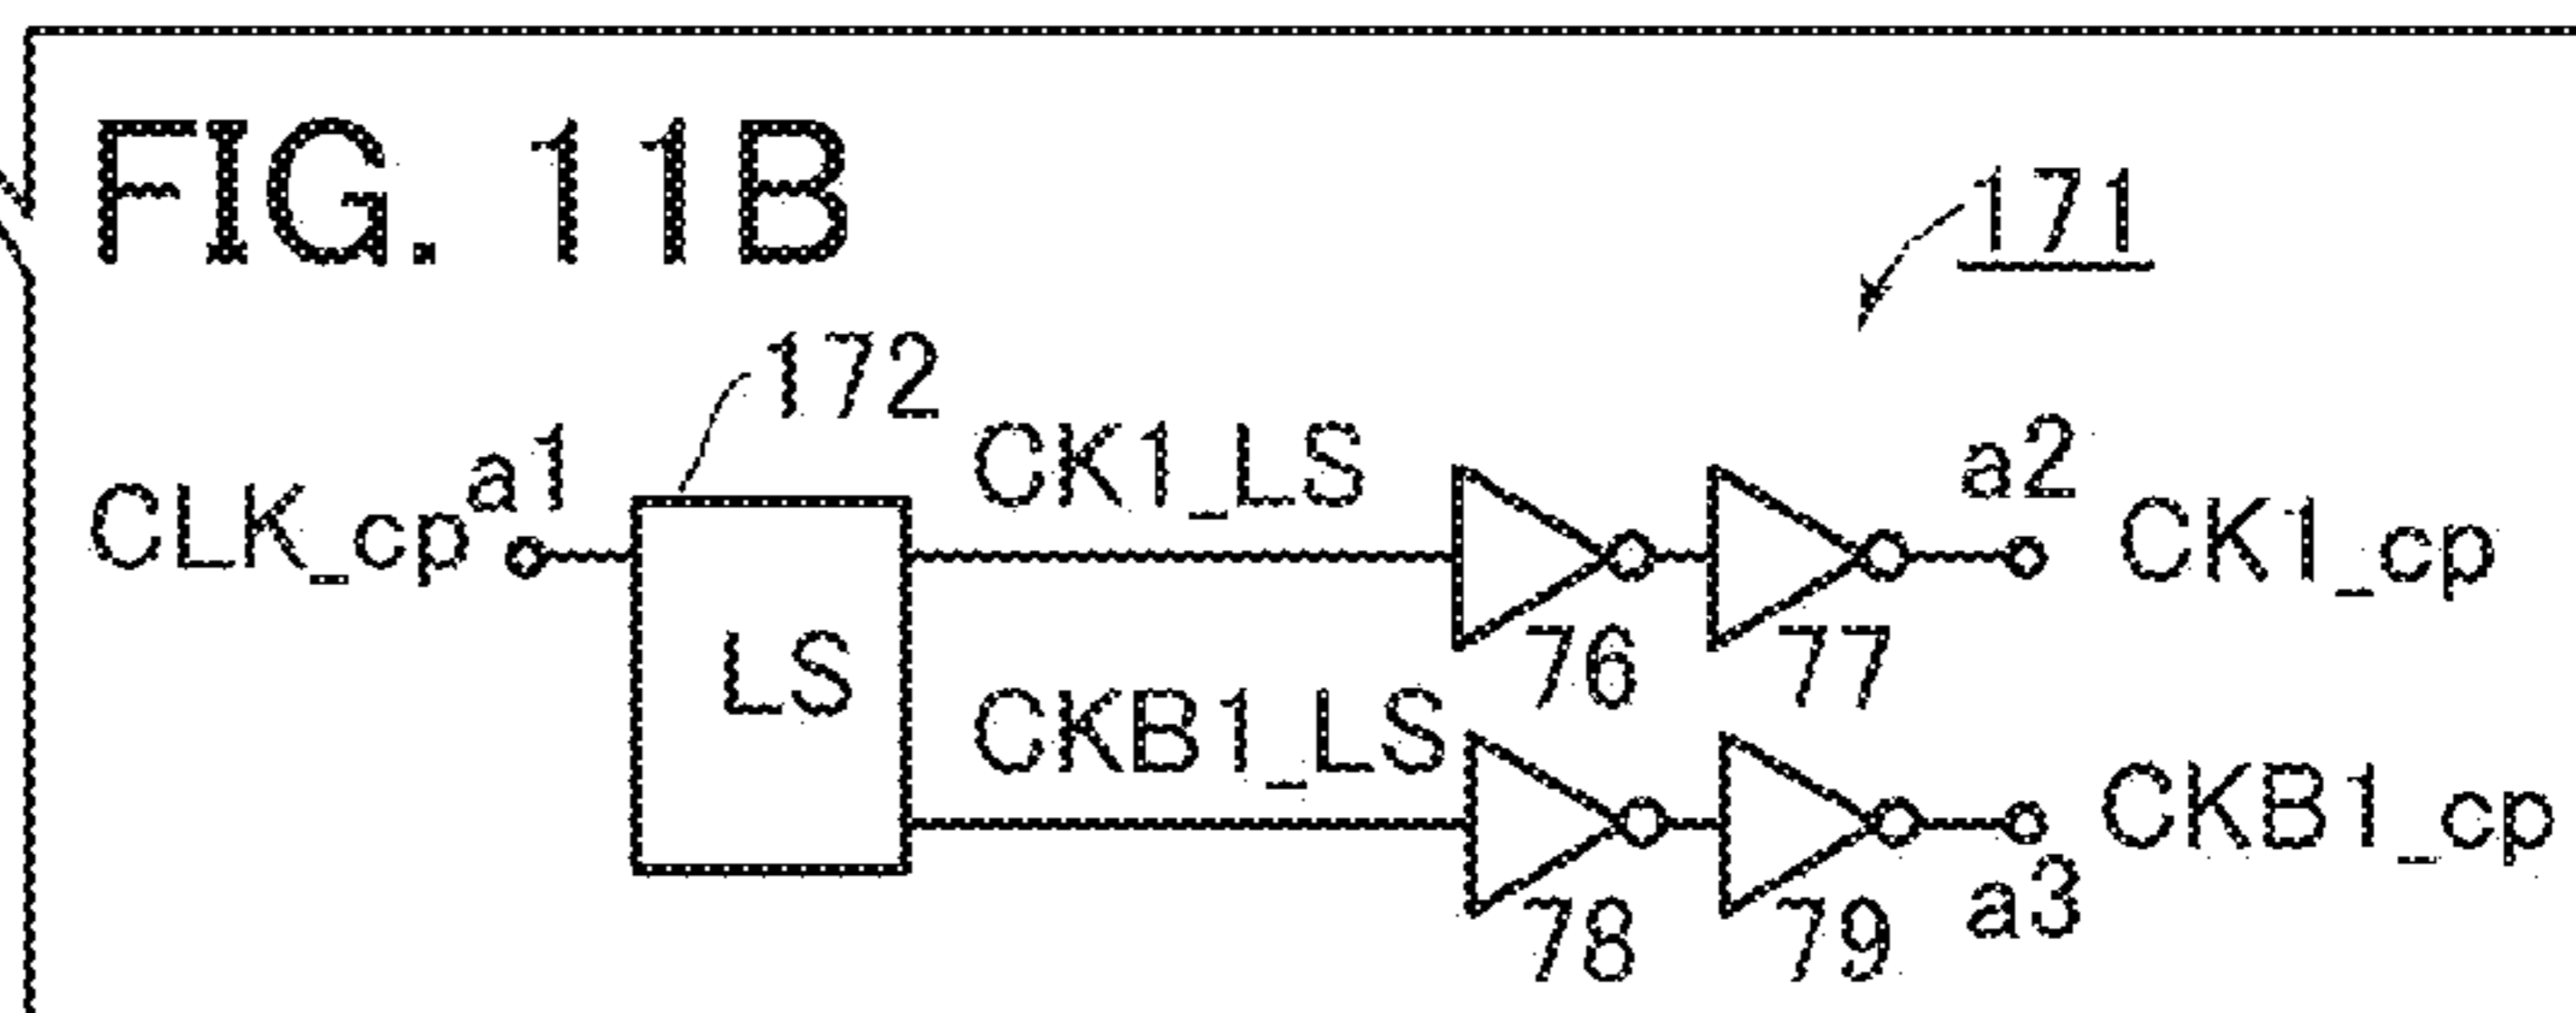 FIG. 11B
171
172
CLK_cp
a1
CK1_LS
a2
CK1_cp
LS
76
77
CKB1_LS
CKB1_cp
78
79
a3